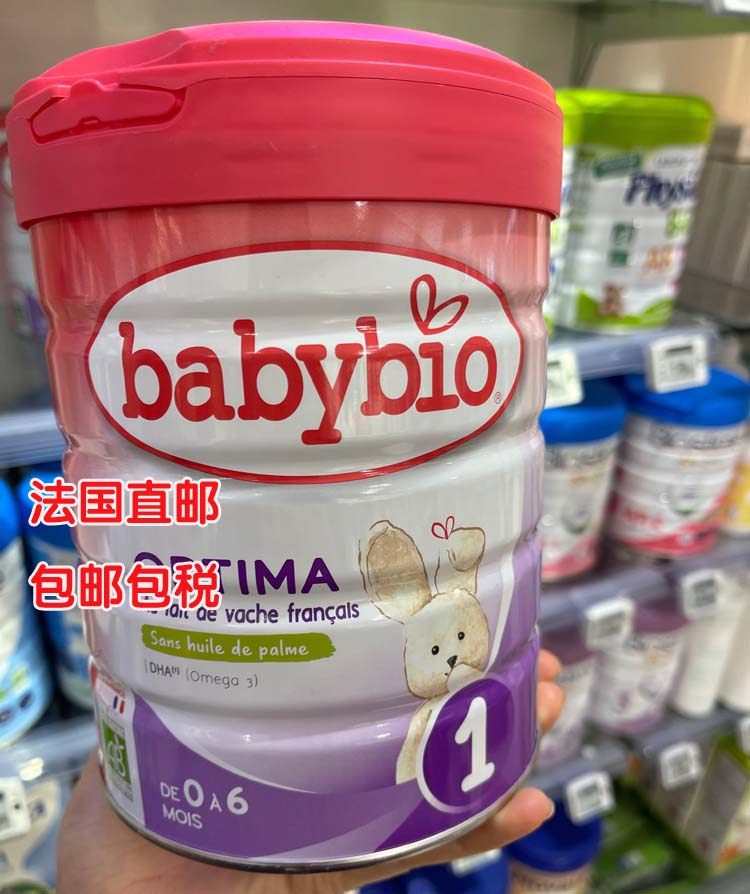 babybio
法国直邮
OPTIMA
包邮包税
lait de vache français
Sans huile de palme
DHA⁽¹⁾ (Omega 3)
1
DE 0 À 6
MOIS